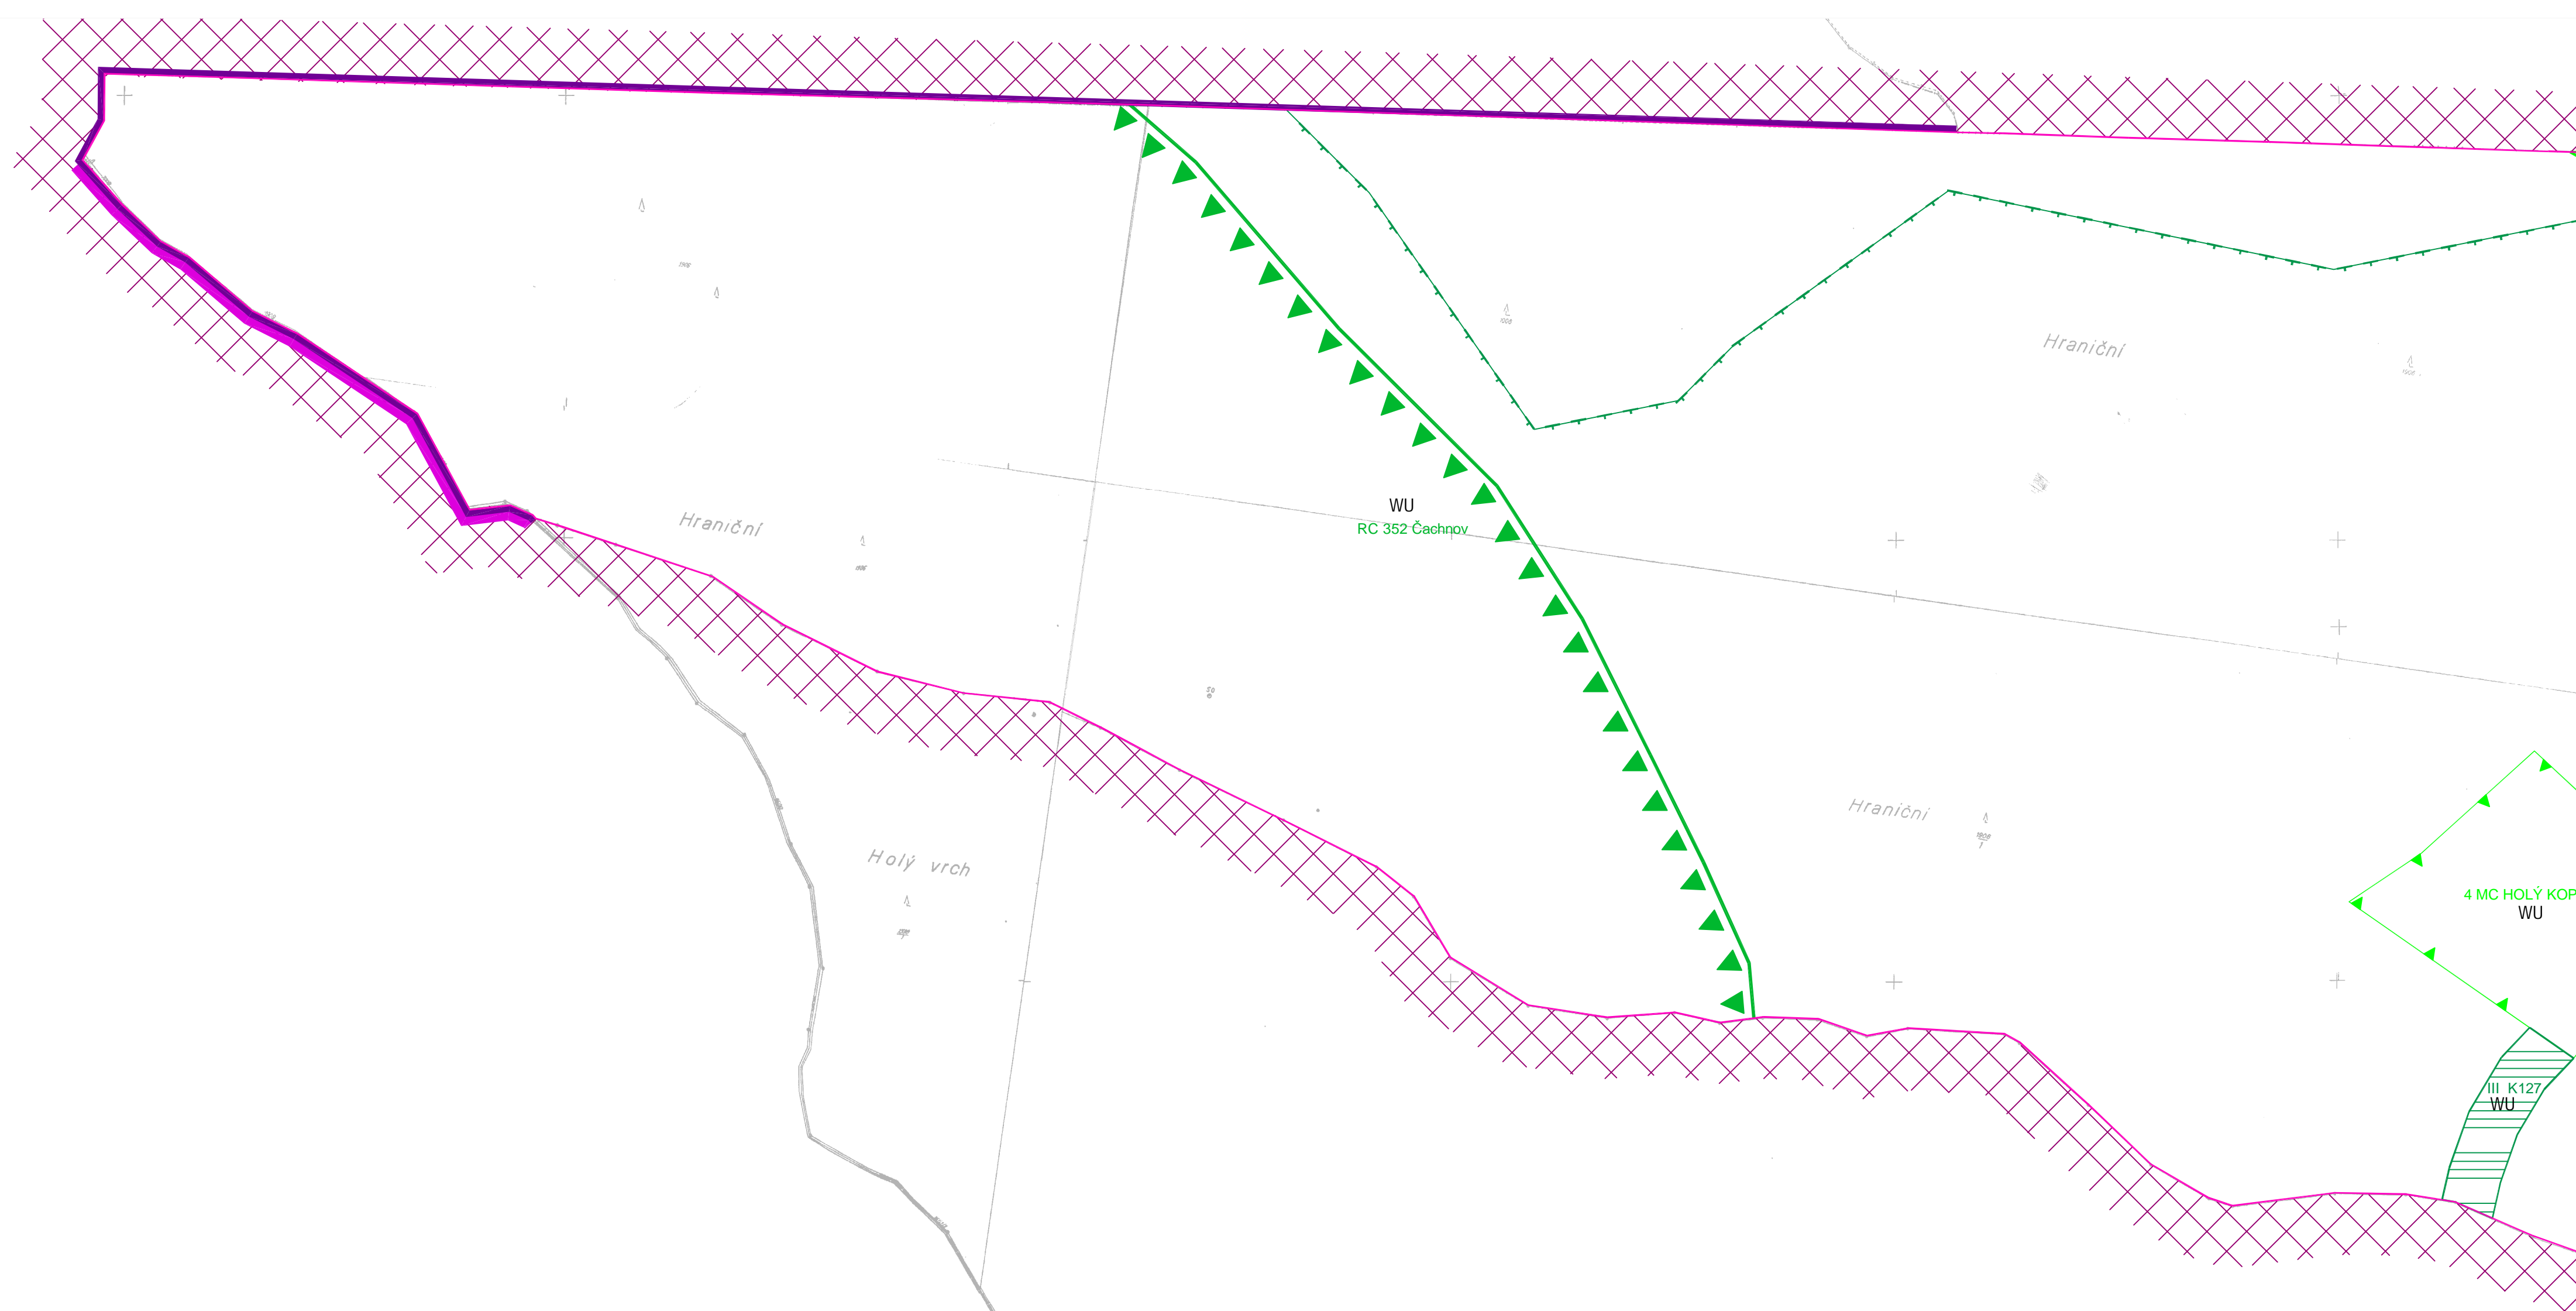 Hraniční
Hraniční
WU
RC 352 Čachnov
Hraniční
Holý vrch
4 MC HOLÝ KOP
WU
III K127
WU